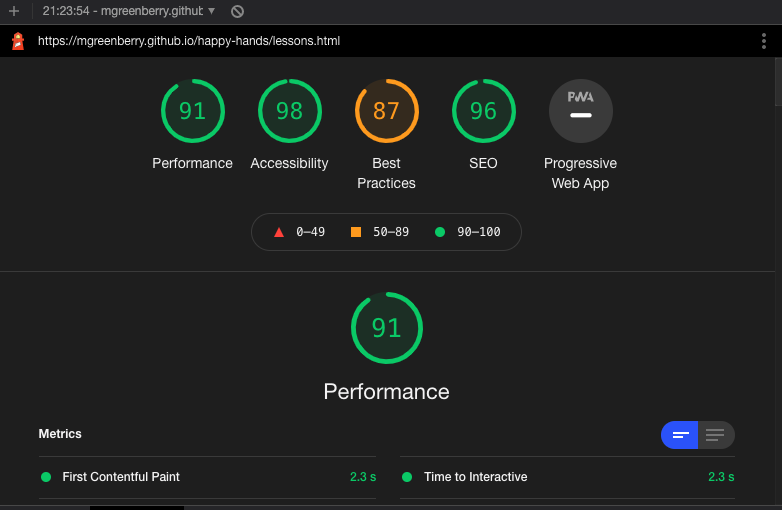 21:23:54 - mgreenberry.github
https://mgreenberry.github.io/happy-hands/lessons.html
91 98 87 96 PWA
Performance Accessibility Best Practices SEO Progressive Web App
0–49 50–89 90–100
91
Performance
Metrics
First Contentful Paint 2.3 s Time to Interactive 2.3 s